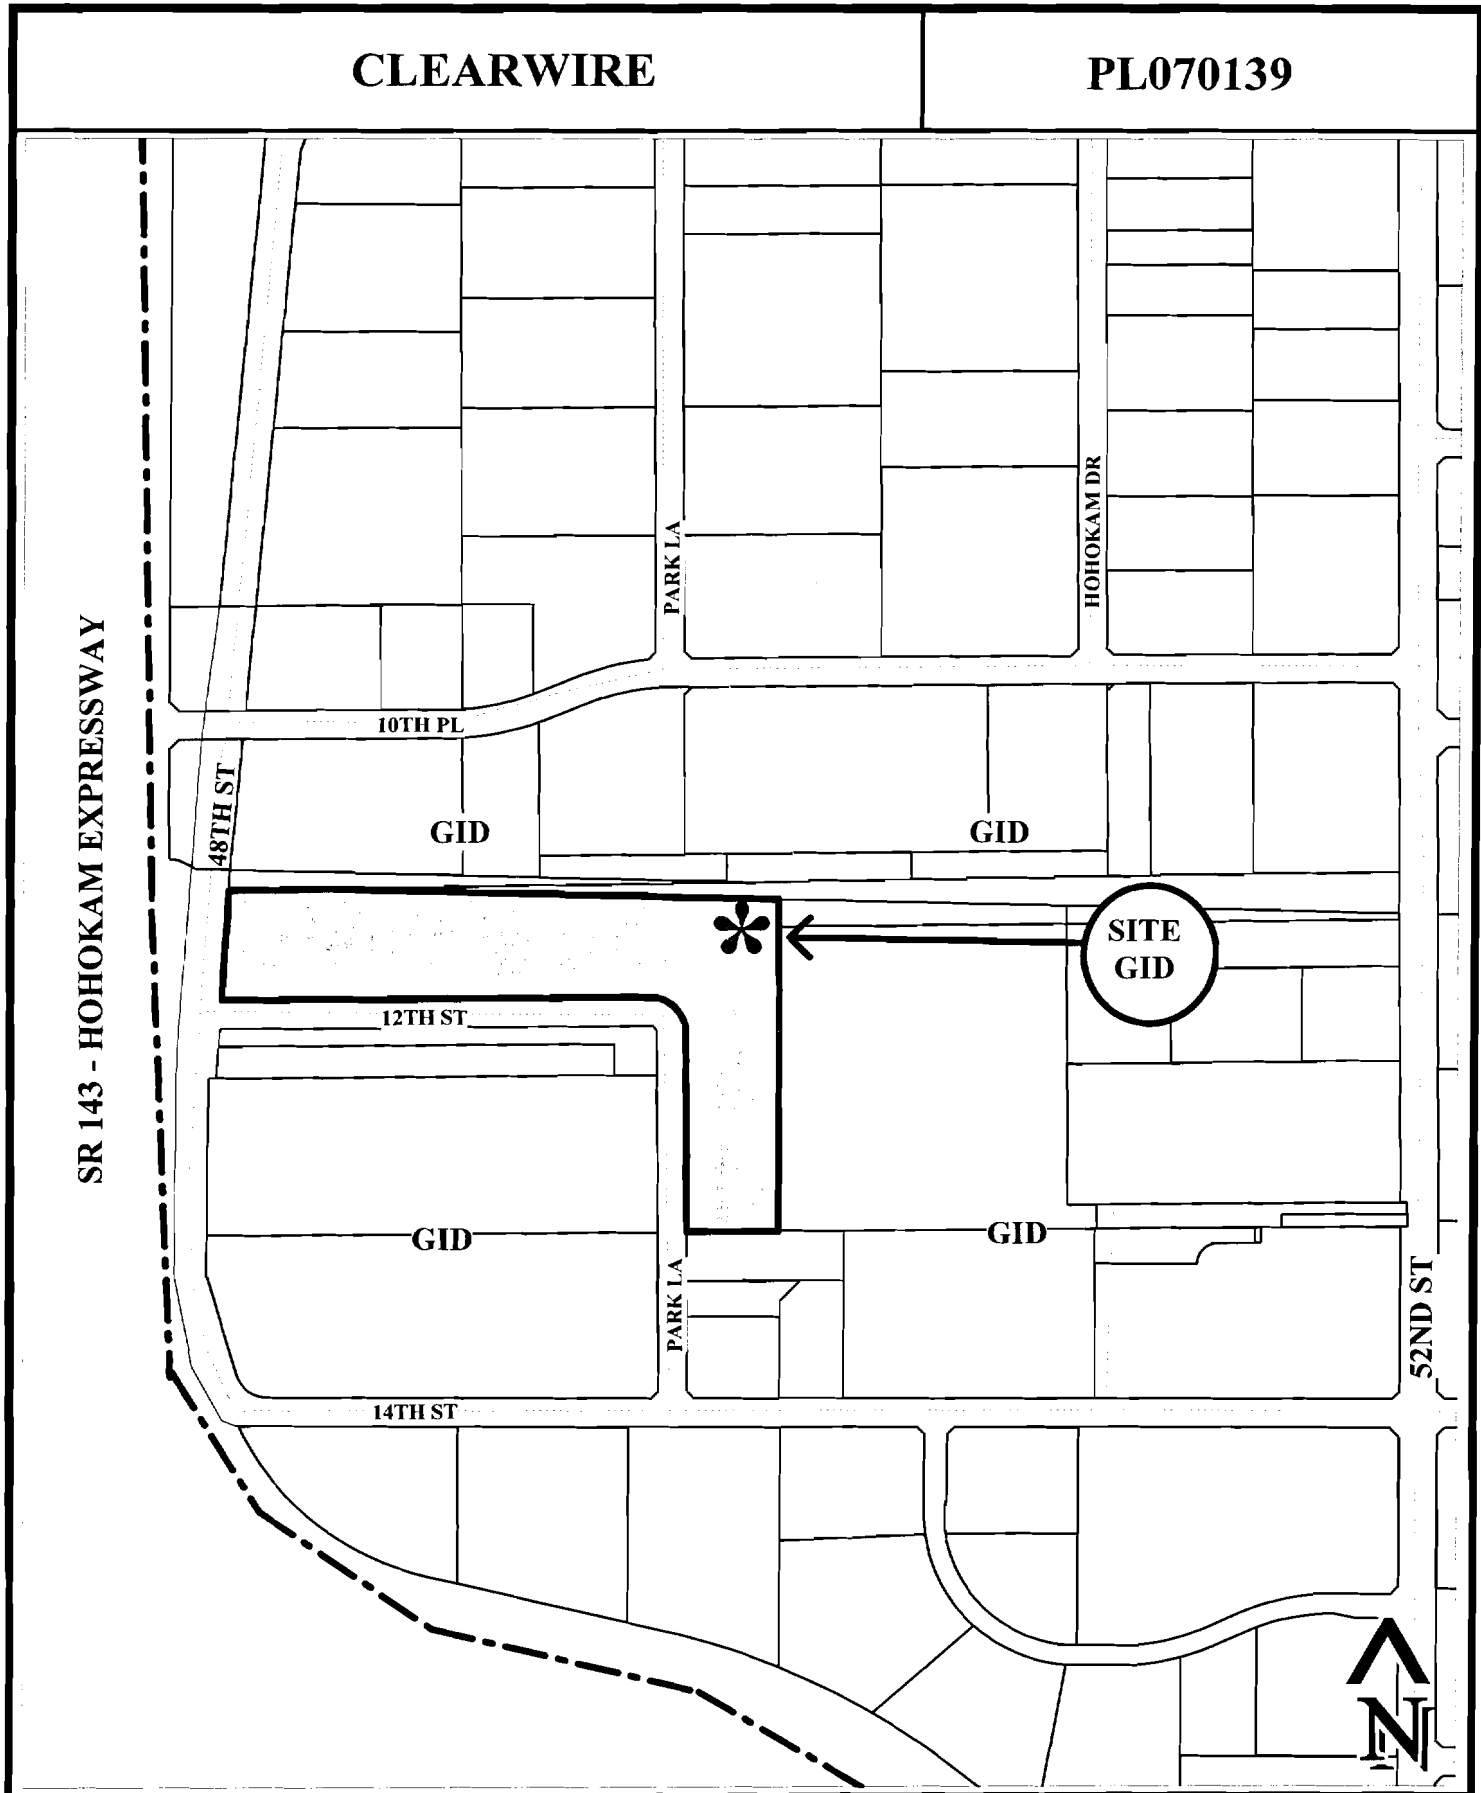 CLEARWIRE
PL070139
PARK LA
HOHOKAM DR
SR 143 - HOHOKAM EXPRESSWAY
10TH PL
48TH ST
GID
GID
SITE
GID
12TH ST
GID
GID
PARK LA
52ND ST
14TH ST
N